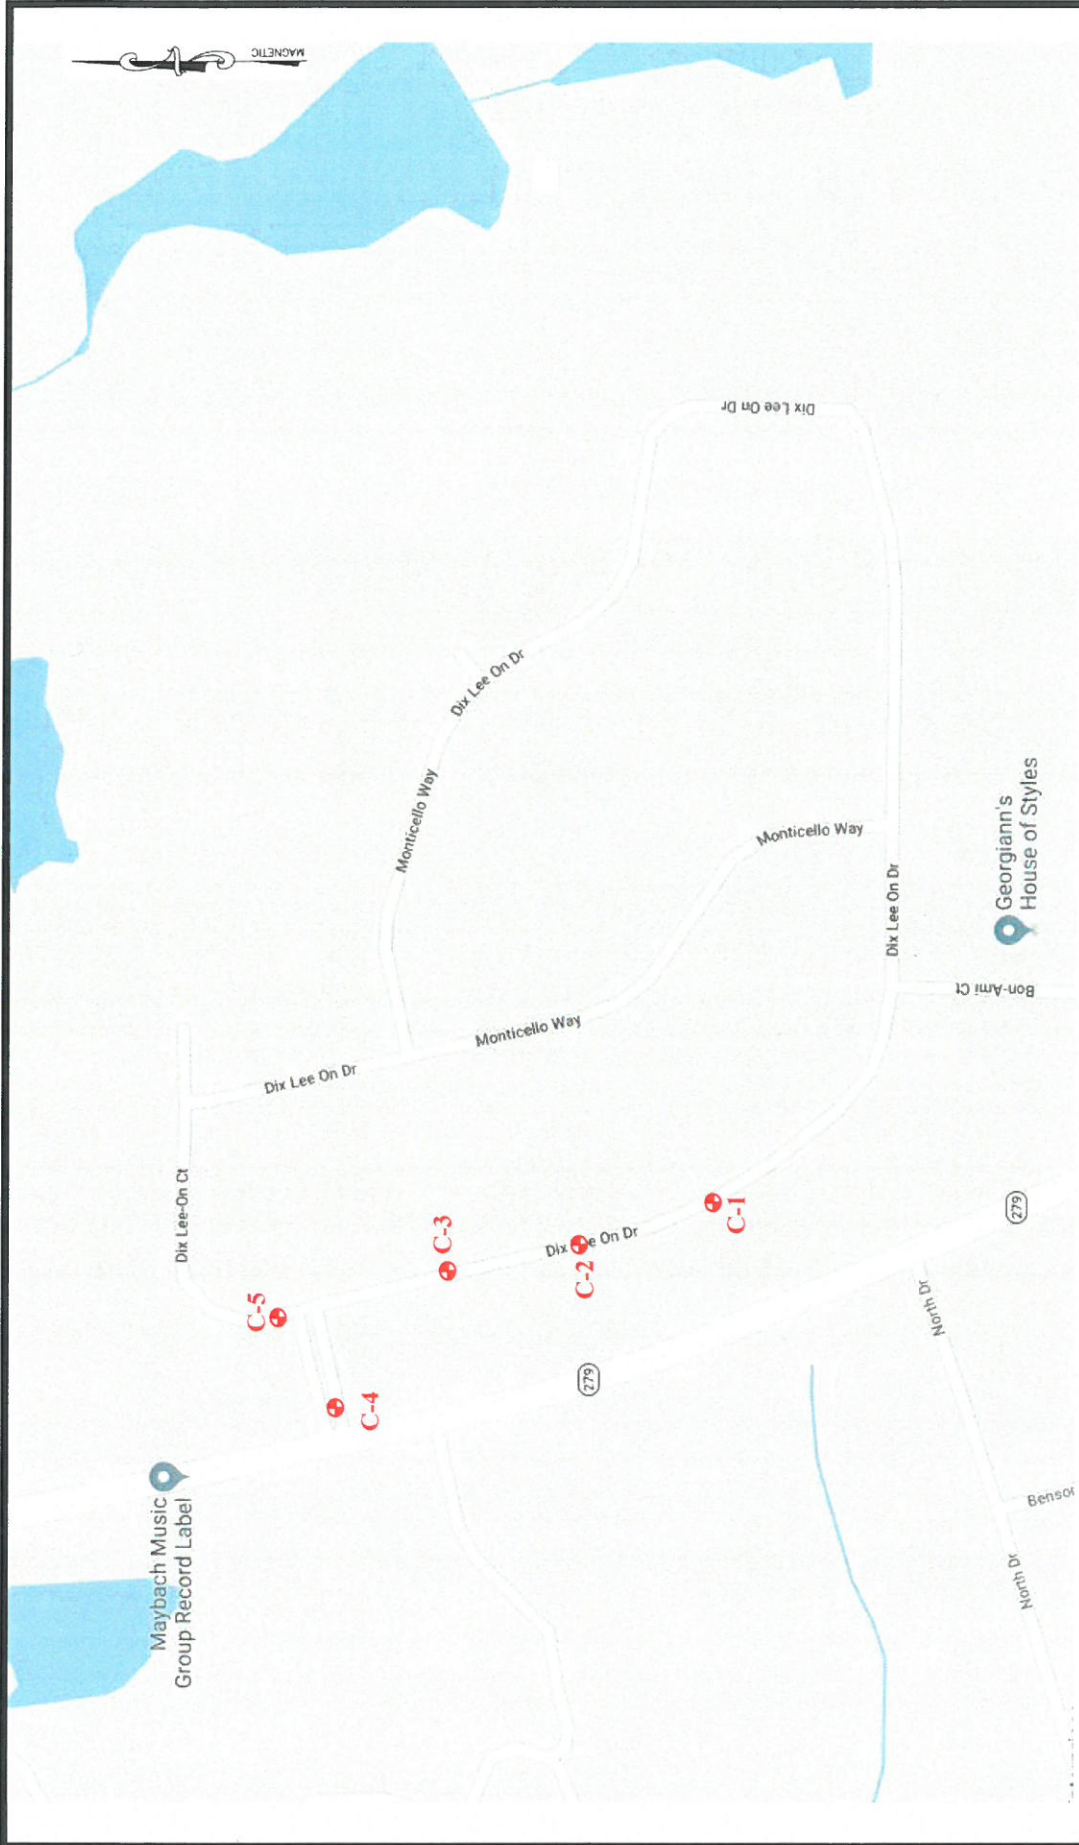 MAGNETIC
Maybach Music
Group Record Label
Dix Lee-On Ct
Dix Lee On Dr
Monticello Way
Monticello Way
Dix Lee On Dr
Dix Lee On Dr
Monticello Way
Dix Lee On Dr
Dix Lee On Dr
Bon-Ami Ct
Georgiann's
House of Styles
C-5
C-4
C-3
C-2
C-1
279
279
North Dr
North Dr
Benso